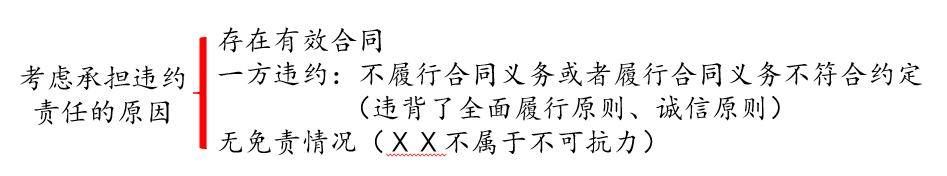 考虑承担违约
责任的原因
存在有效合同
一方违约：不履行合同义务或者履行合同义务不符合约定
（违背了全面履行原则、诚信原则）
无免责情况（ＸＸ不属于不可抗力）